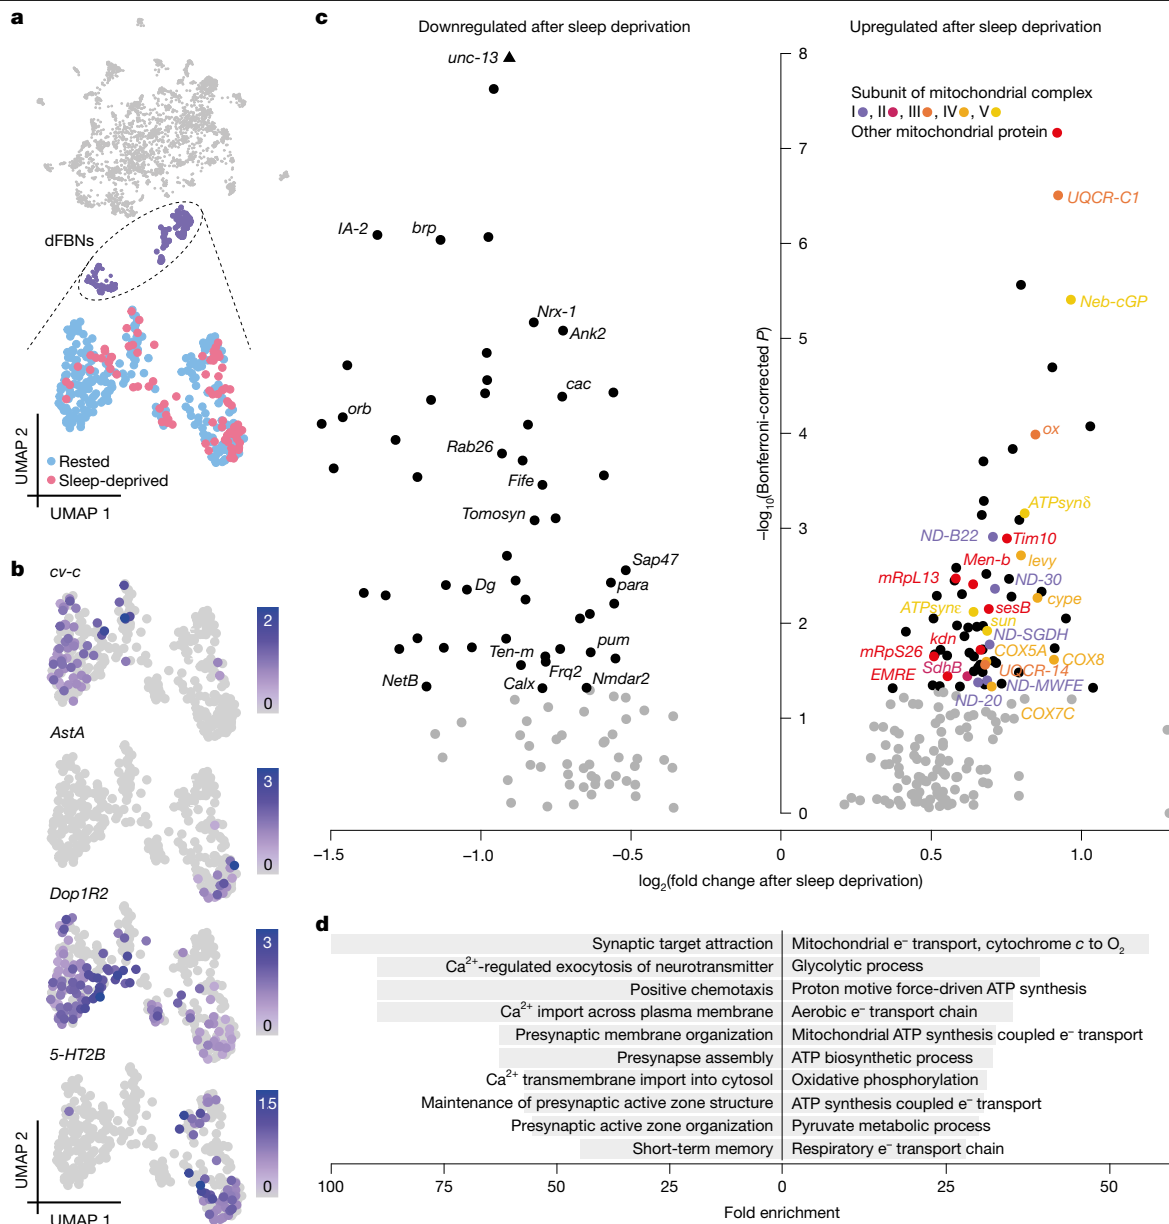 a
dFBNs
UMAP 2
Rested
Sleep-deprived
UMAP 1
b
cv-c
2
0
AstA
3
0
Dop1R2
3
0
5-HT2B
15
0
UMAP 2
UMAP 1
c
Downregulated after sleep deprivation
Upregulated after sleep deprivation
Subunit of mitochondrial complex
I, II, III, IV, V
Other mitochondrial protein
unc-13
IA-2
brp
Nrx-1
Ank2
cac
orb
Rab26
Fife
Tomosyn
Sap47
Dg
para
pum
Ten-m
Frq2
NetB
Calx
Nmdar2
UQCR-C1
Neb-cGP
ox
ATPsynδ
ND-B22
Tim10
levy
Men-b
mRpL13
ND-30
cype
ATPsynε
sesB
sun
kdn
ND-SGDH
mRpS26
COX5A
COX8
SdhB
UQCR-14
EMRE
ND-MWFE
ND-20
COX7C
−log10(Bonferroni-corrected P)
8
7
6
5
4
3
2
1
0
−1.5
−1.0
−0.5
0
0.5
1.0
log2(fold change after sleep deprivation)
d
Synaptic target attraction
Mitochondrial e− transport, cytochrome c to O2
Ca2+-regulated exocytosis of neurotransmitter
Glycolytic process
Positive chemotaxis
Proton motive force-driven ATP synthesis
Ca2+ import across plasma membrane
Aerobic e− transport chain
Presynaptic membrane organization
Mitochondrial ATP synthesis coupled e− transport
Presynapse assembly
ATP biosynthetic process
Ca2+ transmembrane import into cytosol
Oxidative phosphorylation
Maintenance of presynaptic active zone structure
ATP synthesis coupled e− transport
Presynaptic active zone organization
Pyruvate metabolic process
Short-term memory
Respiratory e− transport chain
100
75
50
25
0
25
50
Fold enrichment